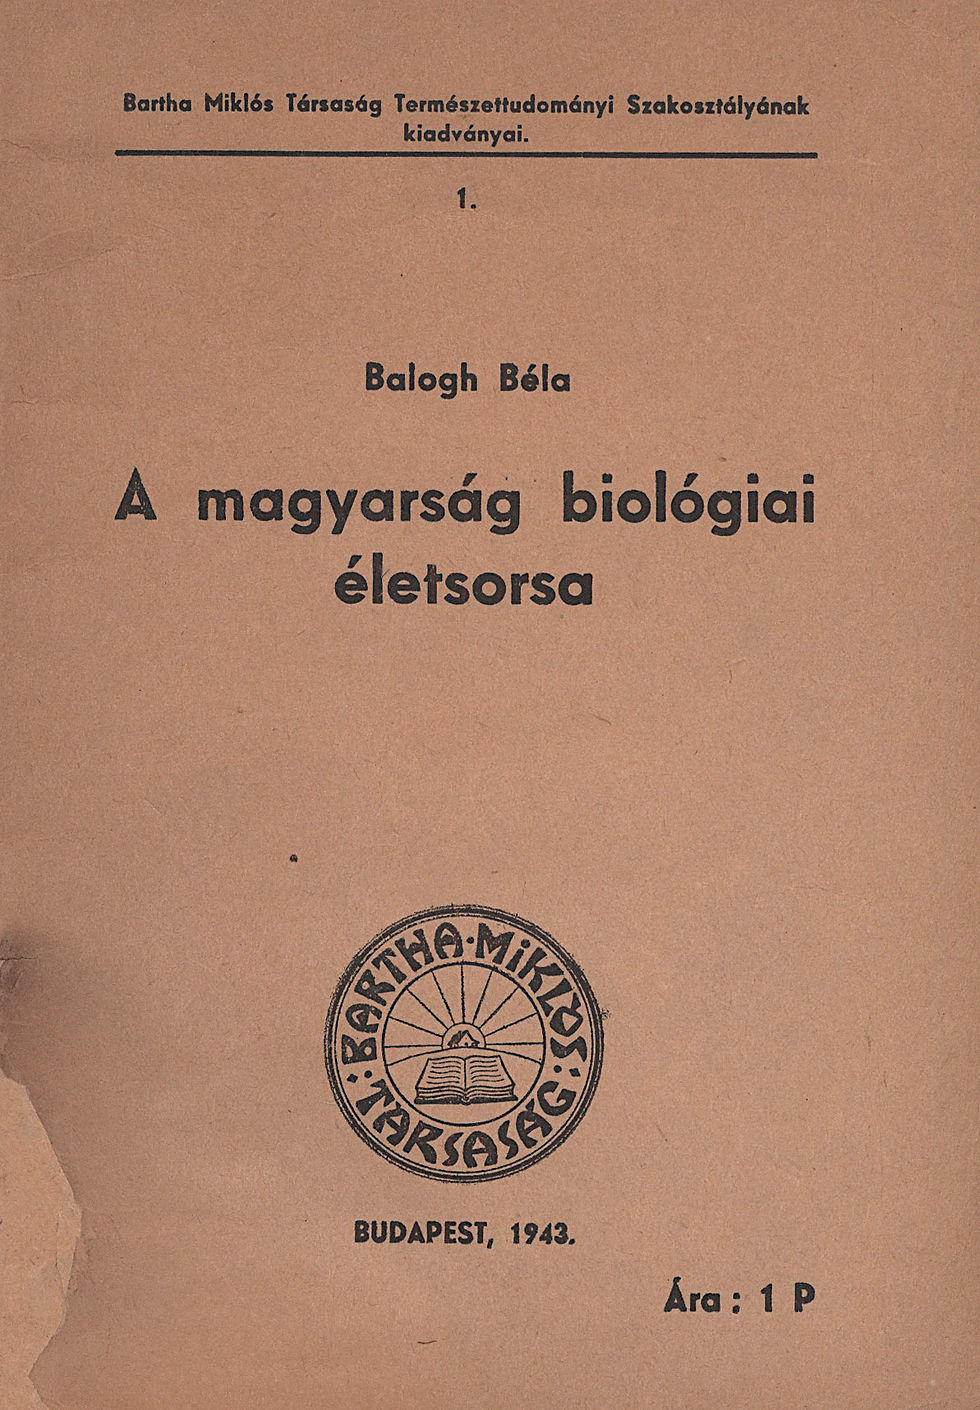 Bartha Miklós Társaság Természettudományi Szakosztályának
kiadványai.
1.
Balogh Béla
A magyarság biológiai
életsorsa
BARTHA·MiKLÓS
TÁRSASÁG
BUDAPEST, 1943.
Ára: 1 P